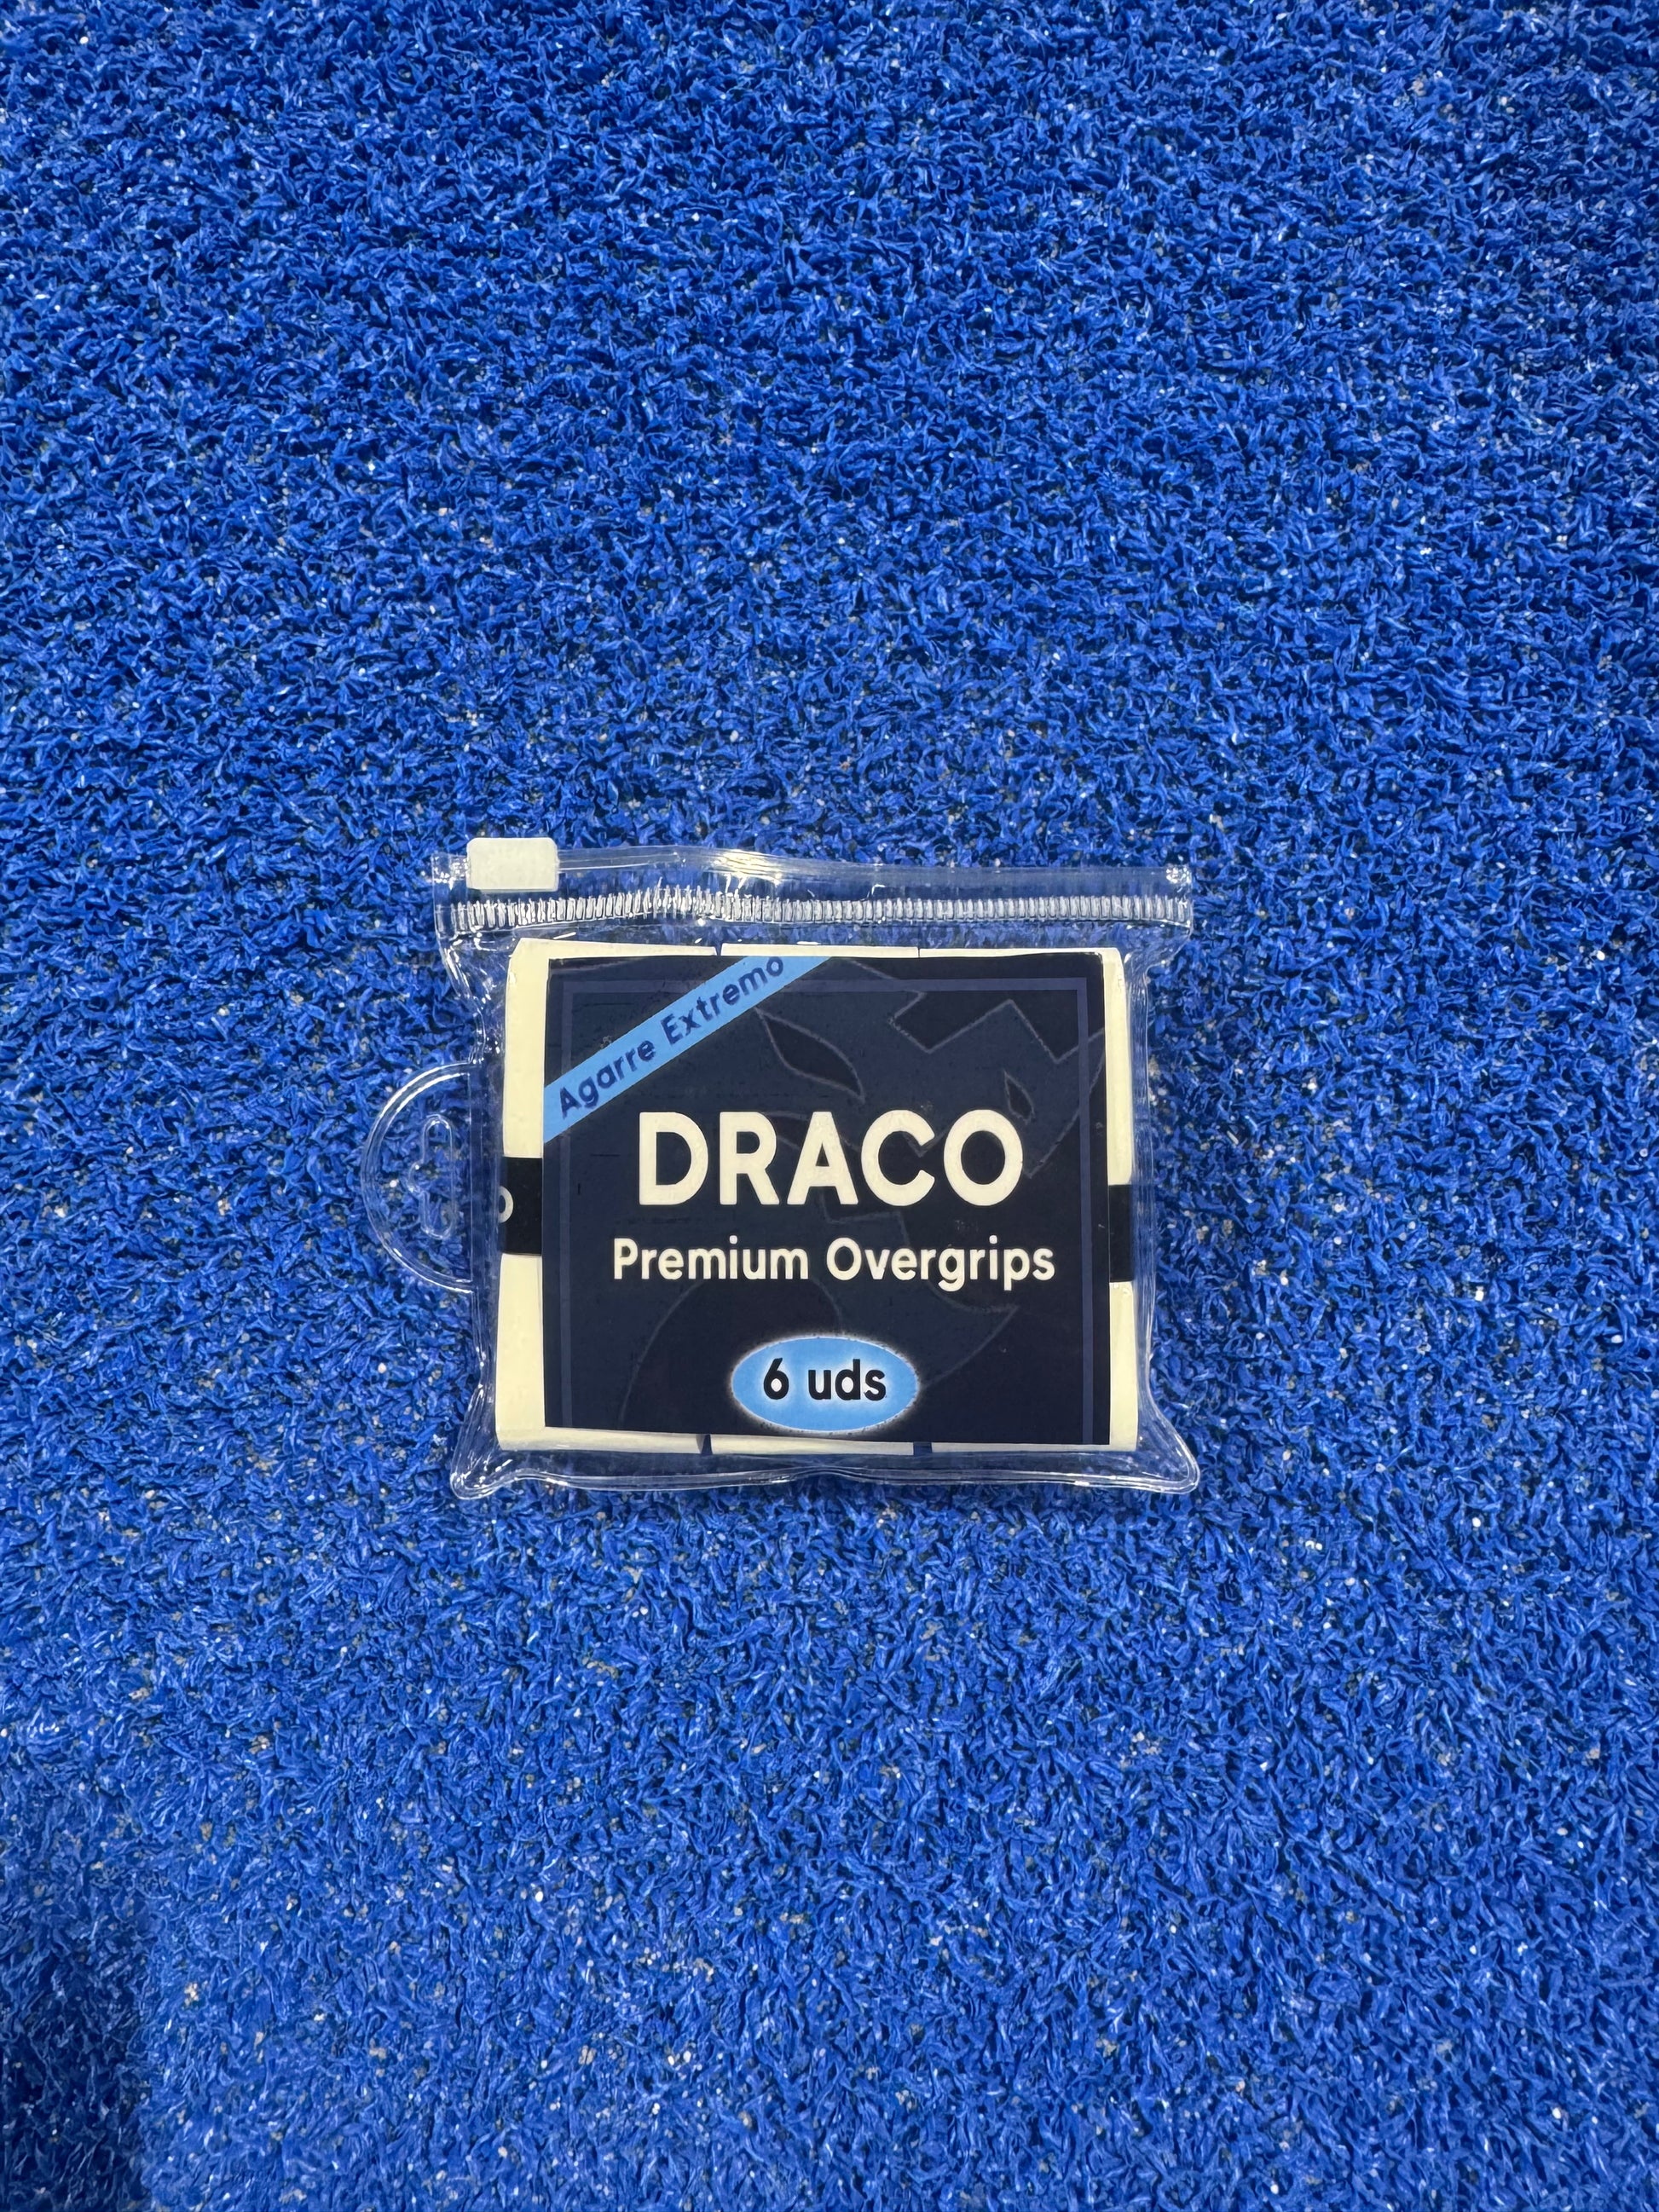 Agarre Extremo
DRACO
Premium Overgrips
6 uds